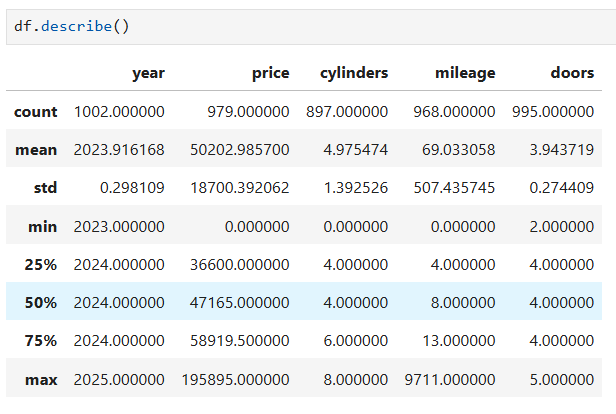 df.describe()
year price cylinders mileage doors
count 1002.000000 979.000000 897.000000 968.000000 995.000000
mean 2023.916168 50202.985700 4.975474 69.033058 3.943719
std 0.298109 18700.392062 1.392526 507.435745 0.274409
min 2023.000000 0.000000 0.000000 0.000000 2.000000
25% 2024.000000 36600.000000 4.000000 4.000000 4.000000
50% 2024.000000 47165.000000 4.000000 8.000000 4.000000
75% 2024.000000 58919.500000 6.000000 13.000000 4.000000
max 2025.000000 195895.000000 8.000000 9711.000000 5.000000